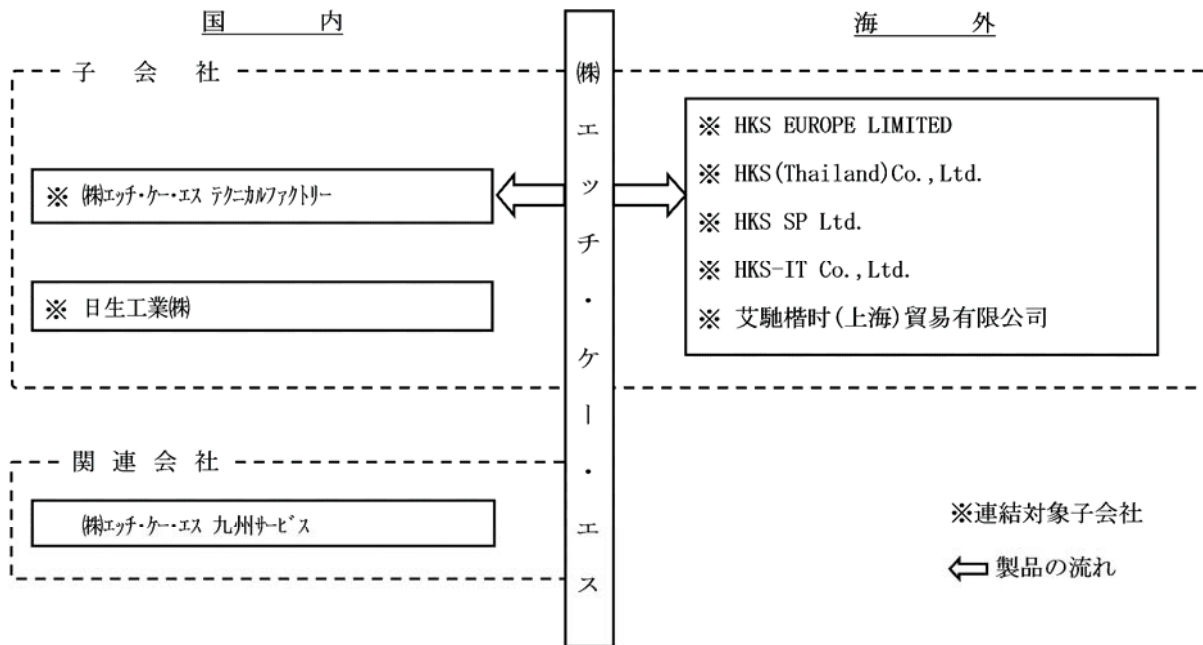 国内
海外
子会社
㈱エッチ・ケー・エス
※ ㈱ｴｯﾁ･ｹｰ･ｴｽ ﾃｸﾆｶﾙﾌｧｸﾄﾘｰ
※ 日生工業㈱
※ HKS EUROPE LIMITED
※ HKS(Thailand)Co.,Ltd.
※ HKS SP Ltd.
※ HKS-IT Co.,Ltd.
※ 艾馳楷时(上海)貿易有限公司
関連会社
㈱ｴｯﾁ･ｹｰ･ｴｽ 九州ｻｰﾋﾞｽ
※連結対象子会社
製品の流れ